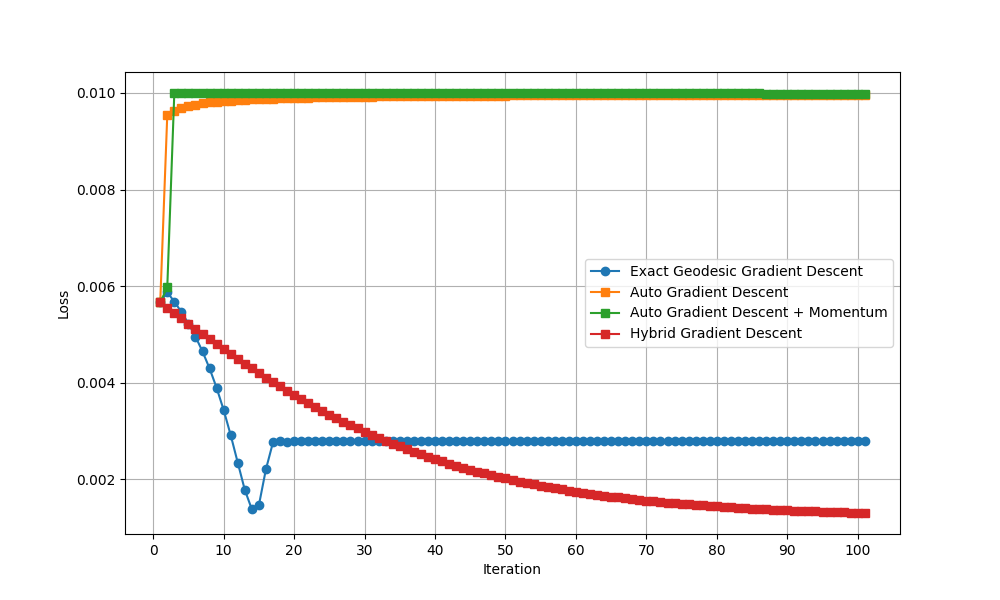 0.010
0.008
0.006
0.004
0.002
Loss
Exact Geodesic Gradient Descent
Auto Gradient Descent
Auto Gradient Descent + Momentum
Hybrid Gradient Descent
0 10 20 30 40 50 60 70 80 90 100
Iteration